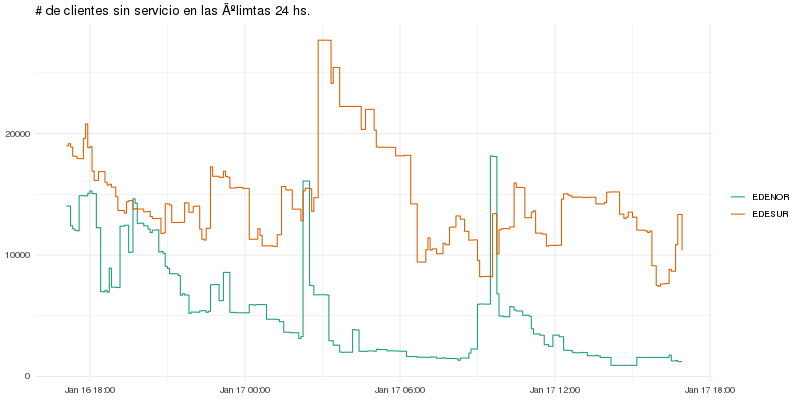 # de clientes sin servicio en las Ãºlimtas 24 hs.
20000
10000
0
Jan 16 18:00
Jan 17 00:00
Jan 17 06:00
Jan 17 12:00
Jan 17 18:00
EDENOR
EDESUR